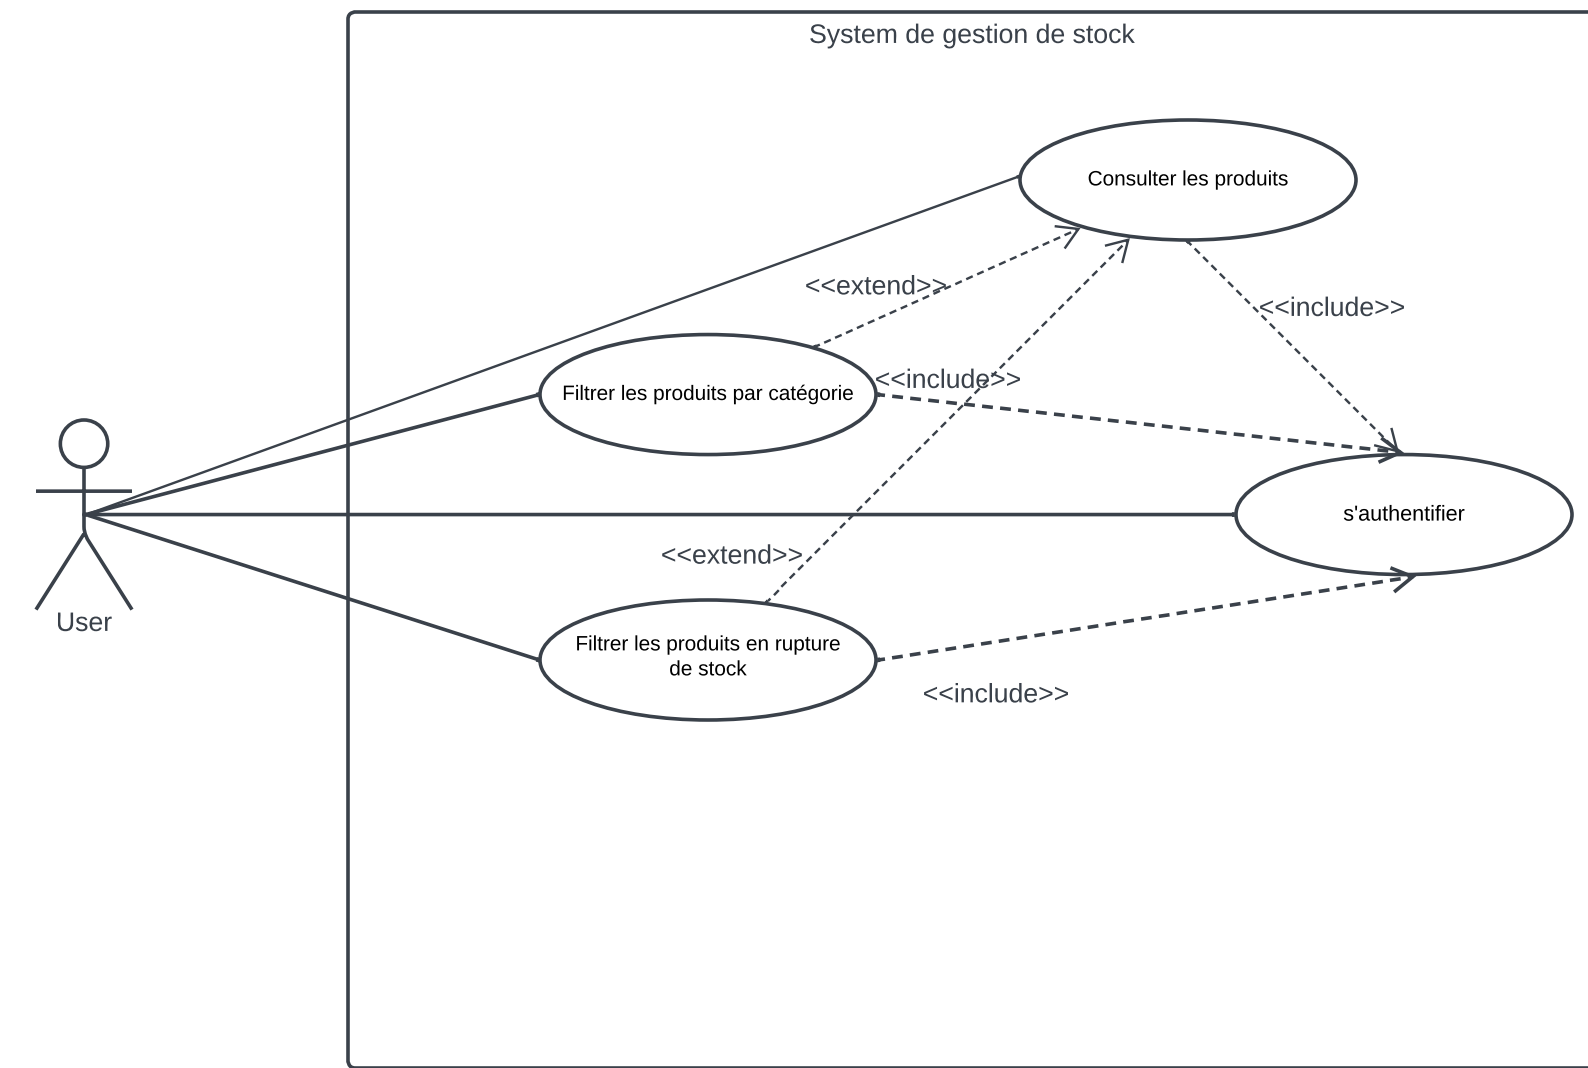 System de gestion de stock
Consulter les produits
<<extend>>
<<include>>
<<include>>
Filtrer les produits par catégorie
s'authentifier
<<extend>>
User
Filtrer les produits en rupture
de stock
<<include>>